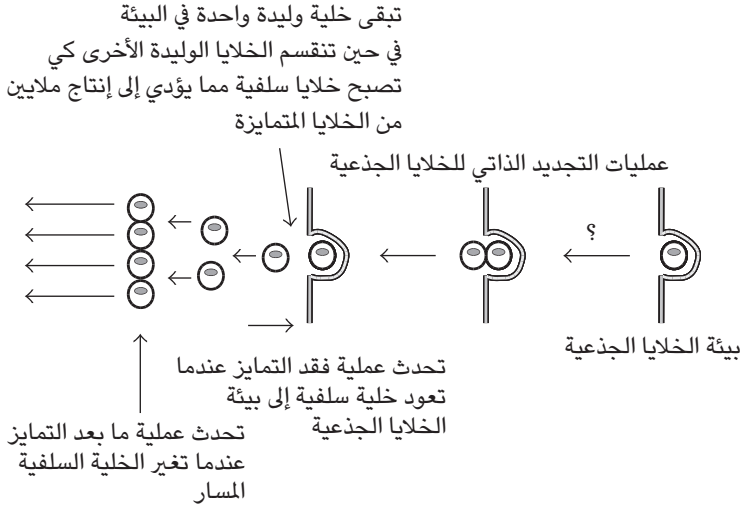 تبقى خلية وليدة واحدة في البيئة
في حين تنقسم الخلايا الوليدة الأخرى كي
تصبح خلايا سلفية مما يؤدي إلى إنتاج ملايين
من الخلايا المتمايزة
عمليات التجديد الذاتي للخلايا الجذعية
؟
بيئة الخلايا الجذعية
تحدث عملية فقد التمايز عندما
تعود خلية سلفية إلى بيئة
الخلايا الجذعية
تحدث عملية ما بعد التمايز
عندما تغير الخلية السلفية
المسار